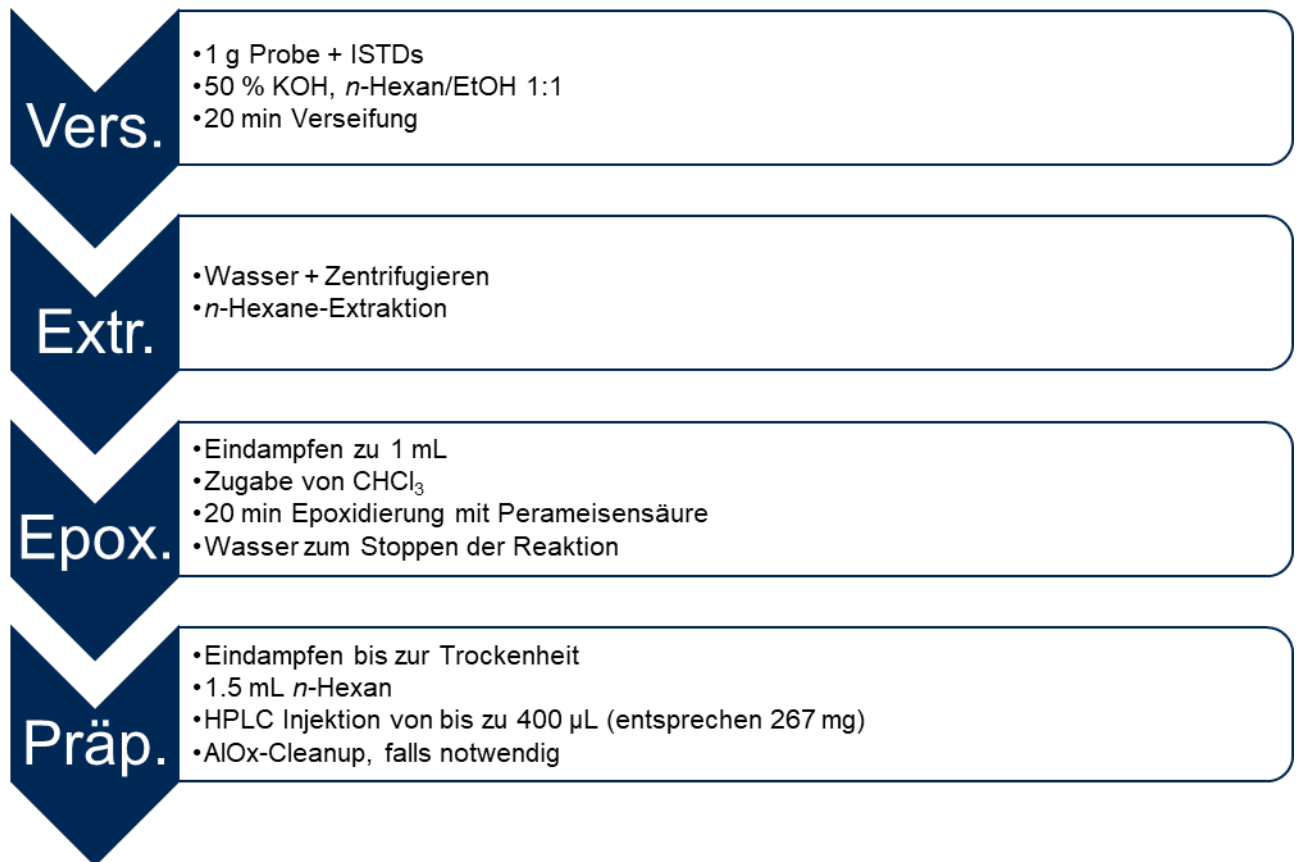 Vers.
•1 g Probe + ISTDs
•50 % KOH, n-Hexan/EtOH 1:1
•20 min Verseifung
Extr.
•Wasser + Zentrifugieren
•n-Hexane-Extraktion
Epox.
•Eindampfen zu 1 mL
•Zugabe von CHCl₃
•20 min Epoxidierung mit Perameisensäure
•Wasser zum Stoppen der Reaktion
Präp.
•Eindampfen bis zur Trockenheit
•1.5 mL n-Hexan
•HPLC Injektion von bis zu 400 µL (entsprechen 267 mg)
•AlOx-Cleanup, falls notwendig